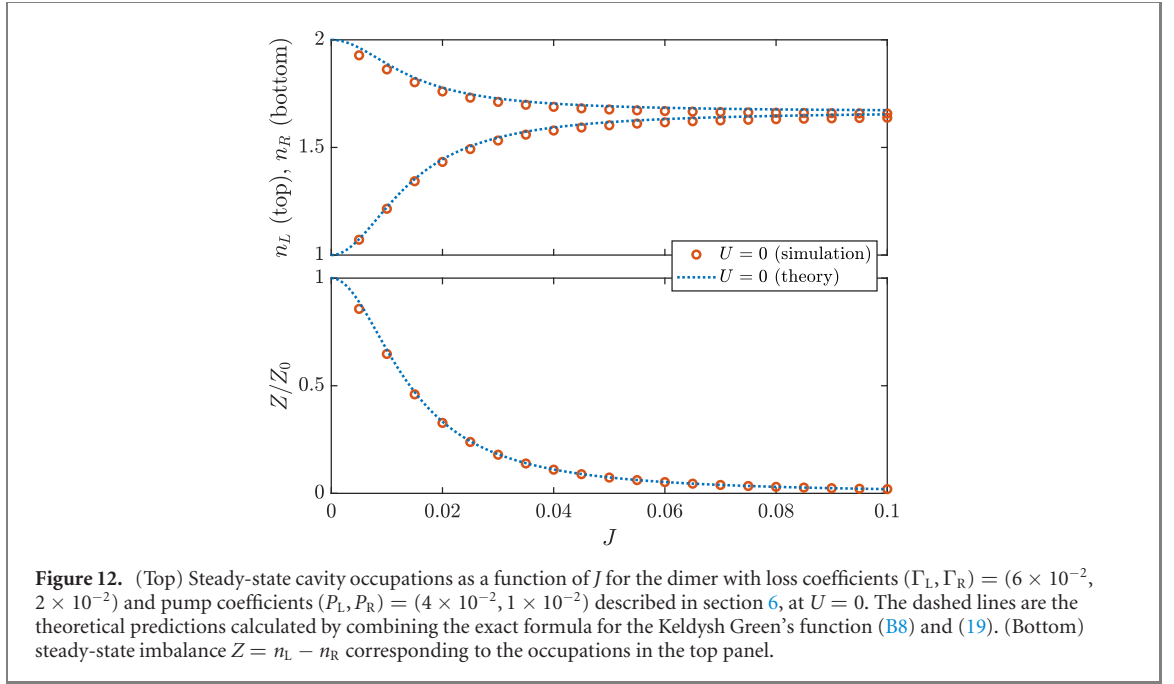 2
1.5
1
n_L (top), n_R (bottom)
U = 0 (simulation)
U = 0 (theory)
1
0.5
0
Z/Z_0
0
0.02
0.04
0.06
0.08
0.1
J
Figure 12. (Top) Steady-state cavity occupations as a function of J for the dimer with loss coefficients (Γ_L, Γ_R) = (6 × 10^{−2},
2 × 10^{−2}) and pump coefficients (P_L, P_R) = (4 × 10^{−2}, 1 × 10^{−2}) described in section 6, at U = 0. The dashed lines are the
theoretical predictions calculated by combining the exact formula for the Keldysh Green's function (B8) and (19). (Bottom)
steady-state imbalance Z = n_L − n_R corresponding to the occupations in the top panel.